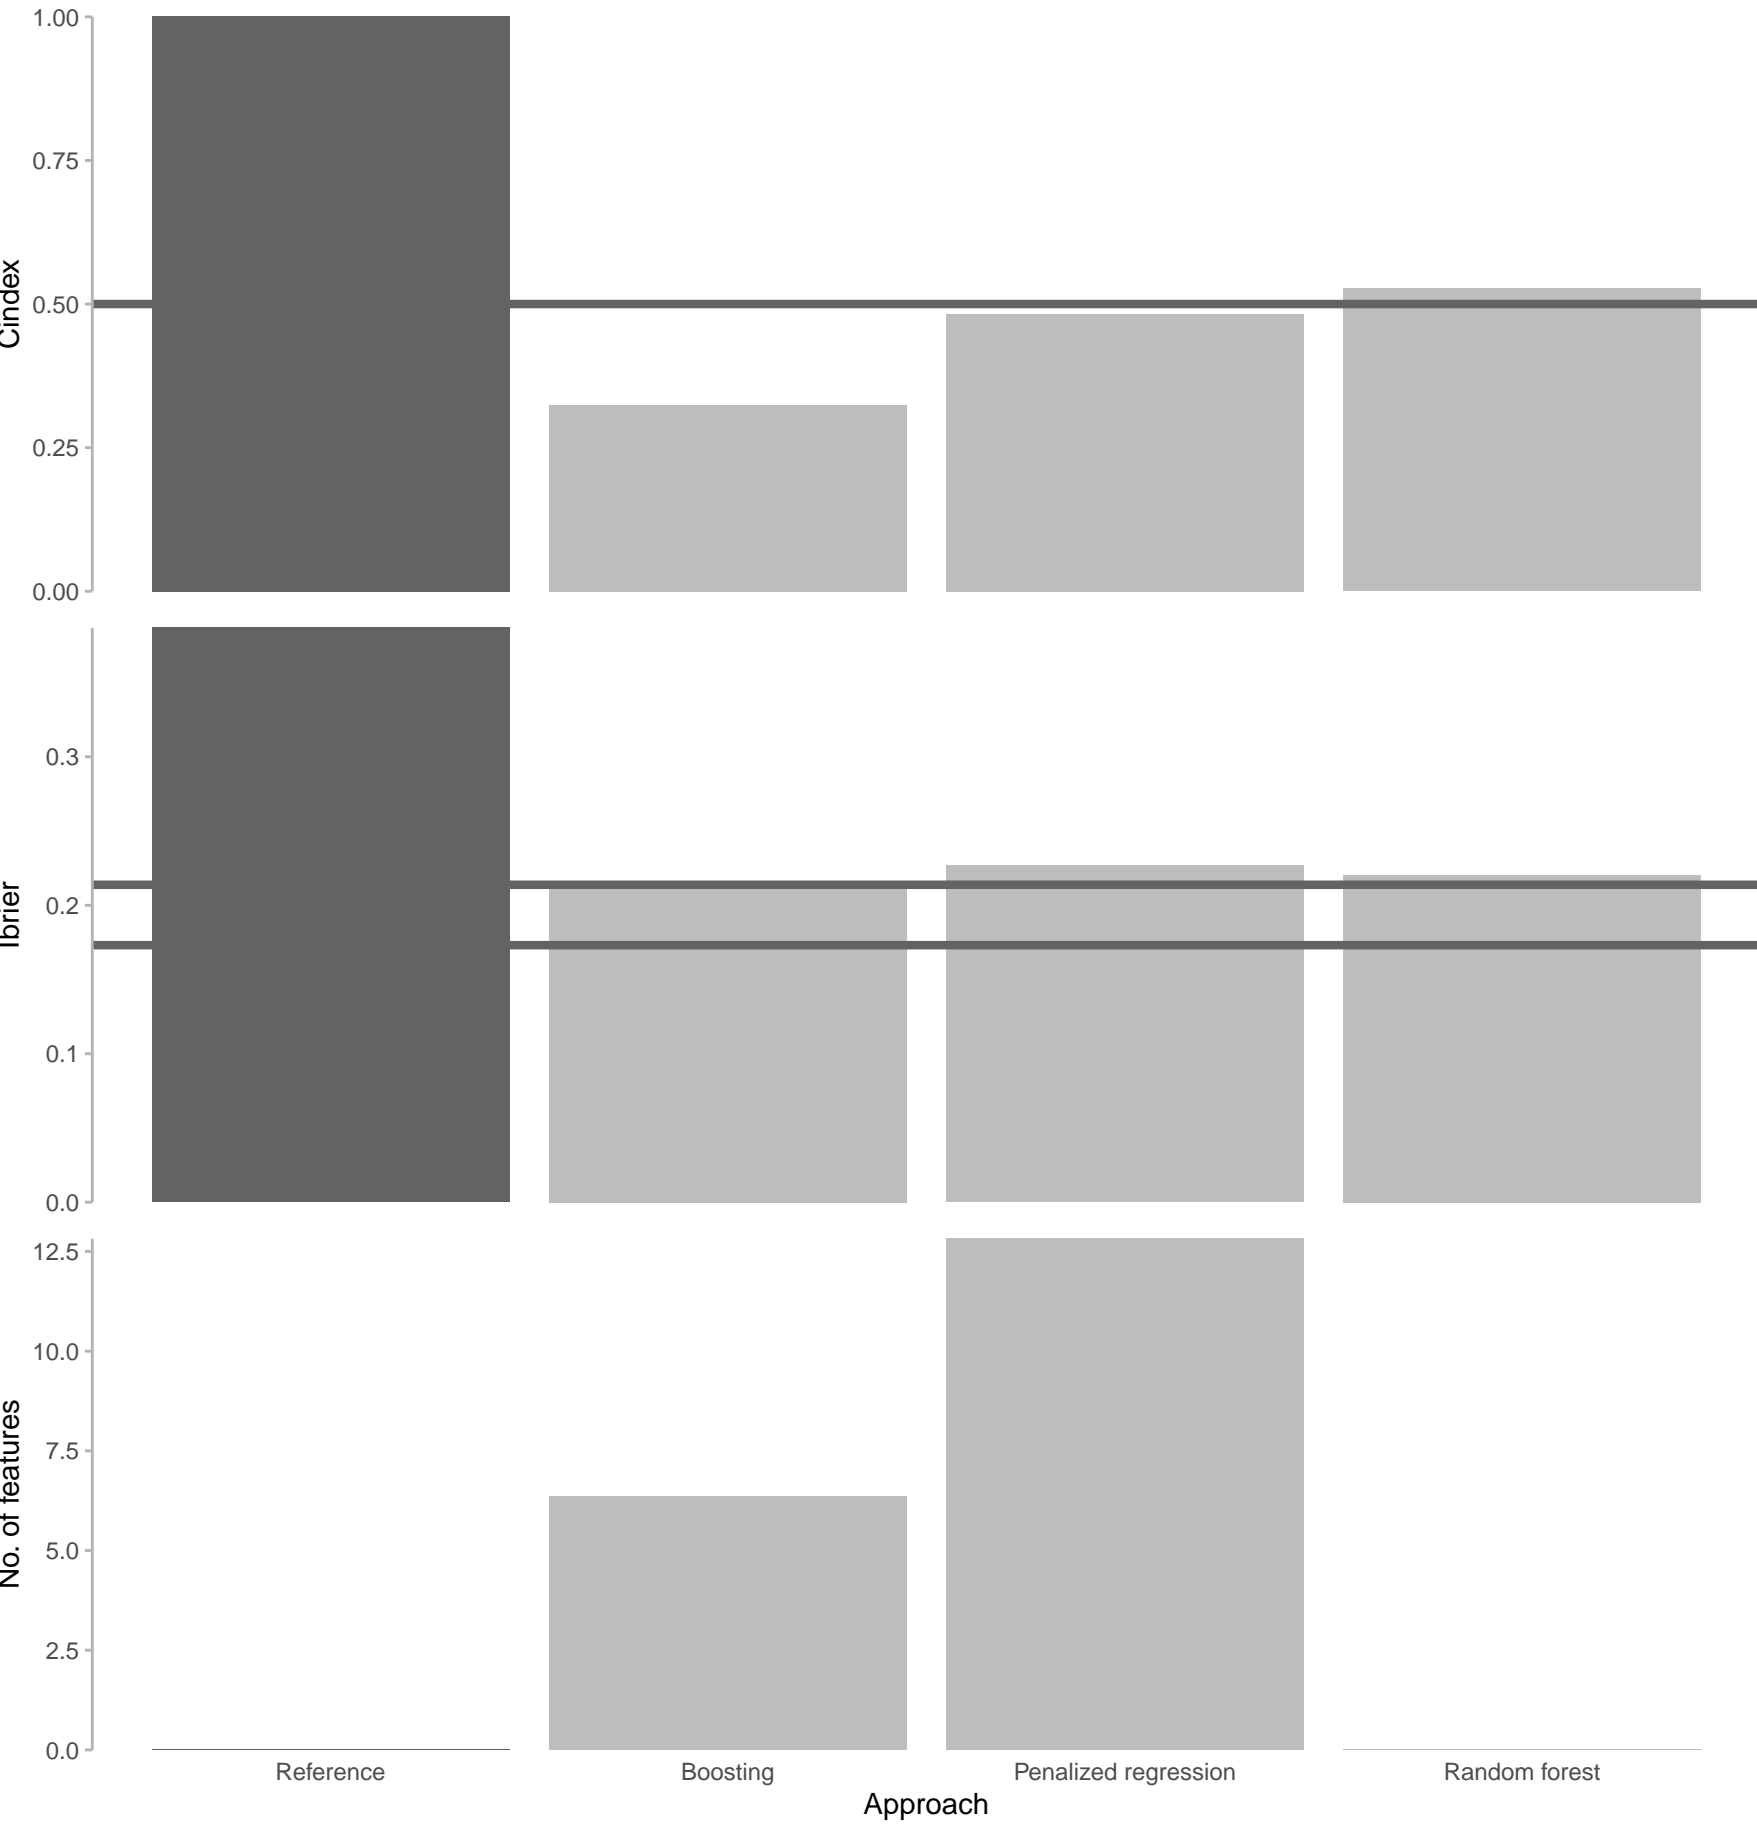 1.00
0.75
0.50
0.25
0.00
Cindex
0.3
0.2
0.1
0.0
Ibrier
12.5
10.0
7.5
5.0
2.5
0.0
No. of features
Reference
Boosting
Penalized regression
Random forest
Approach